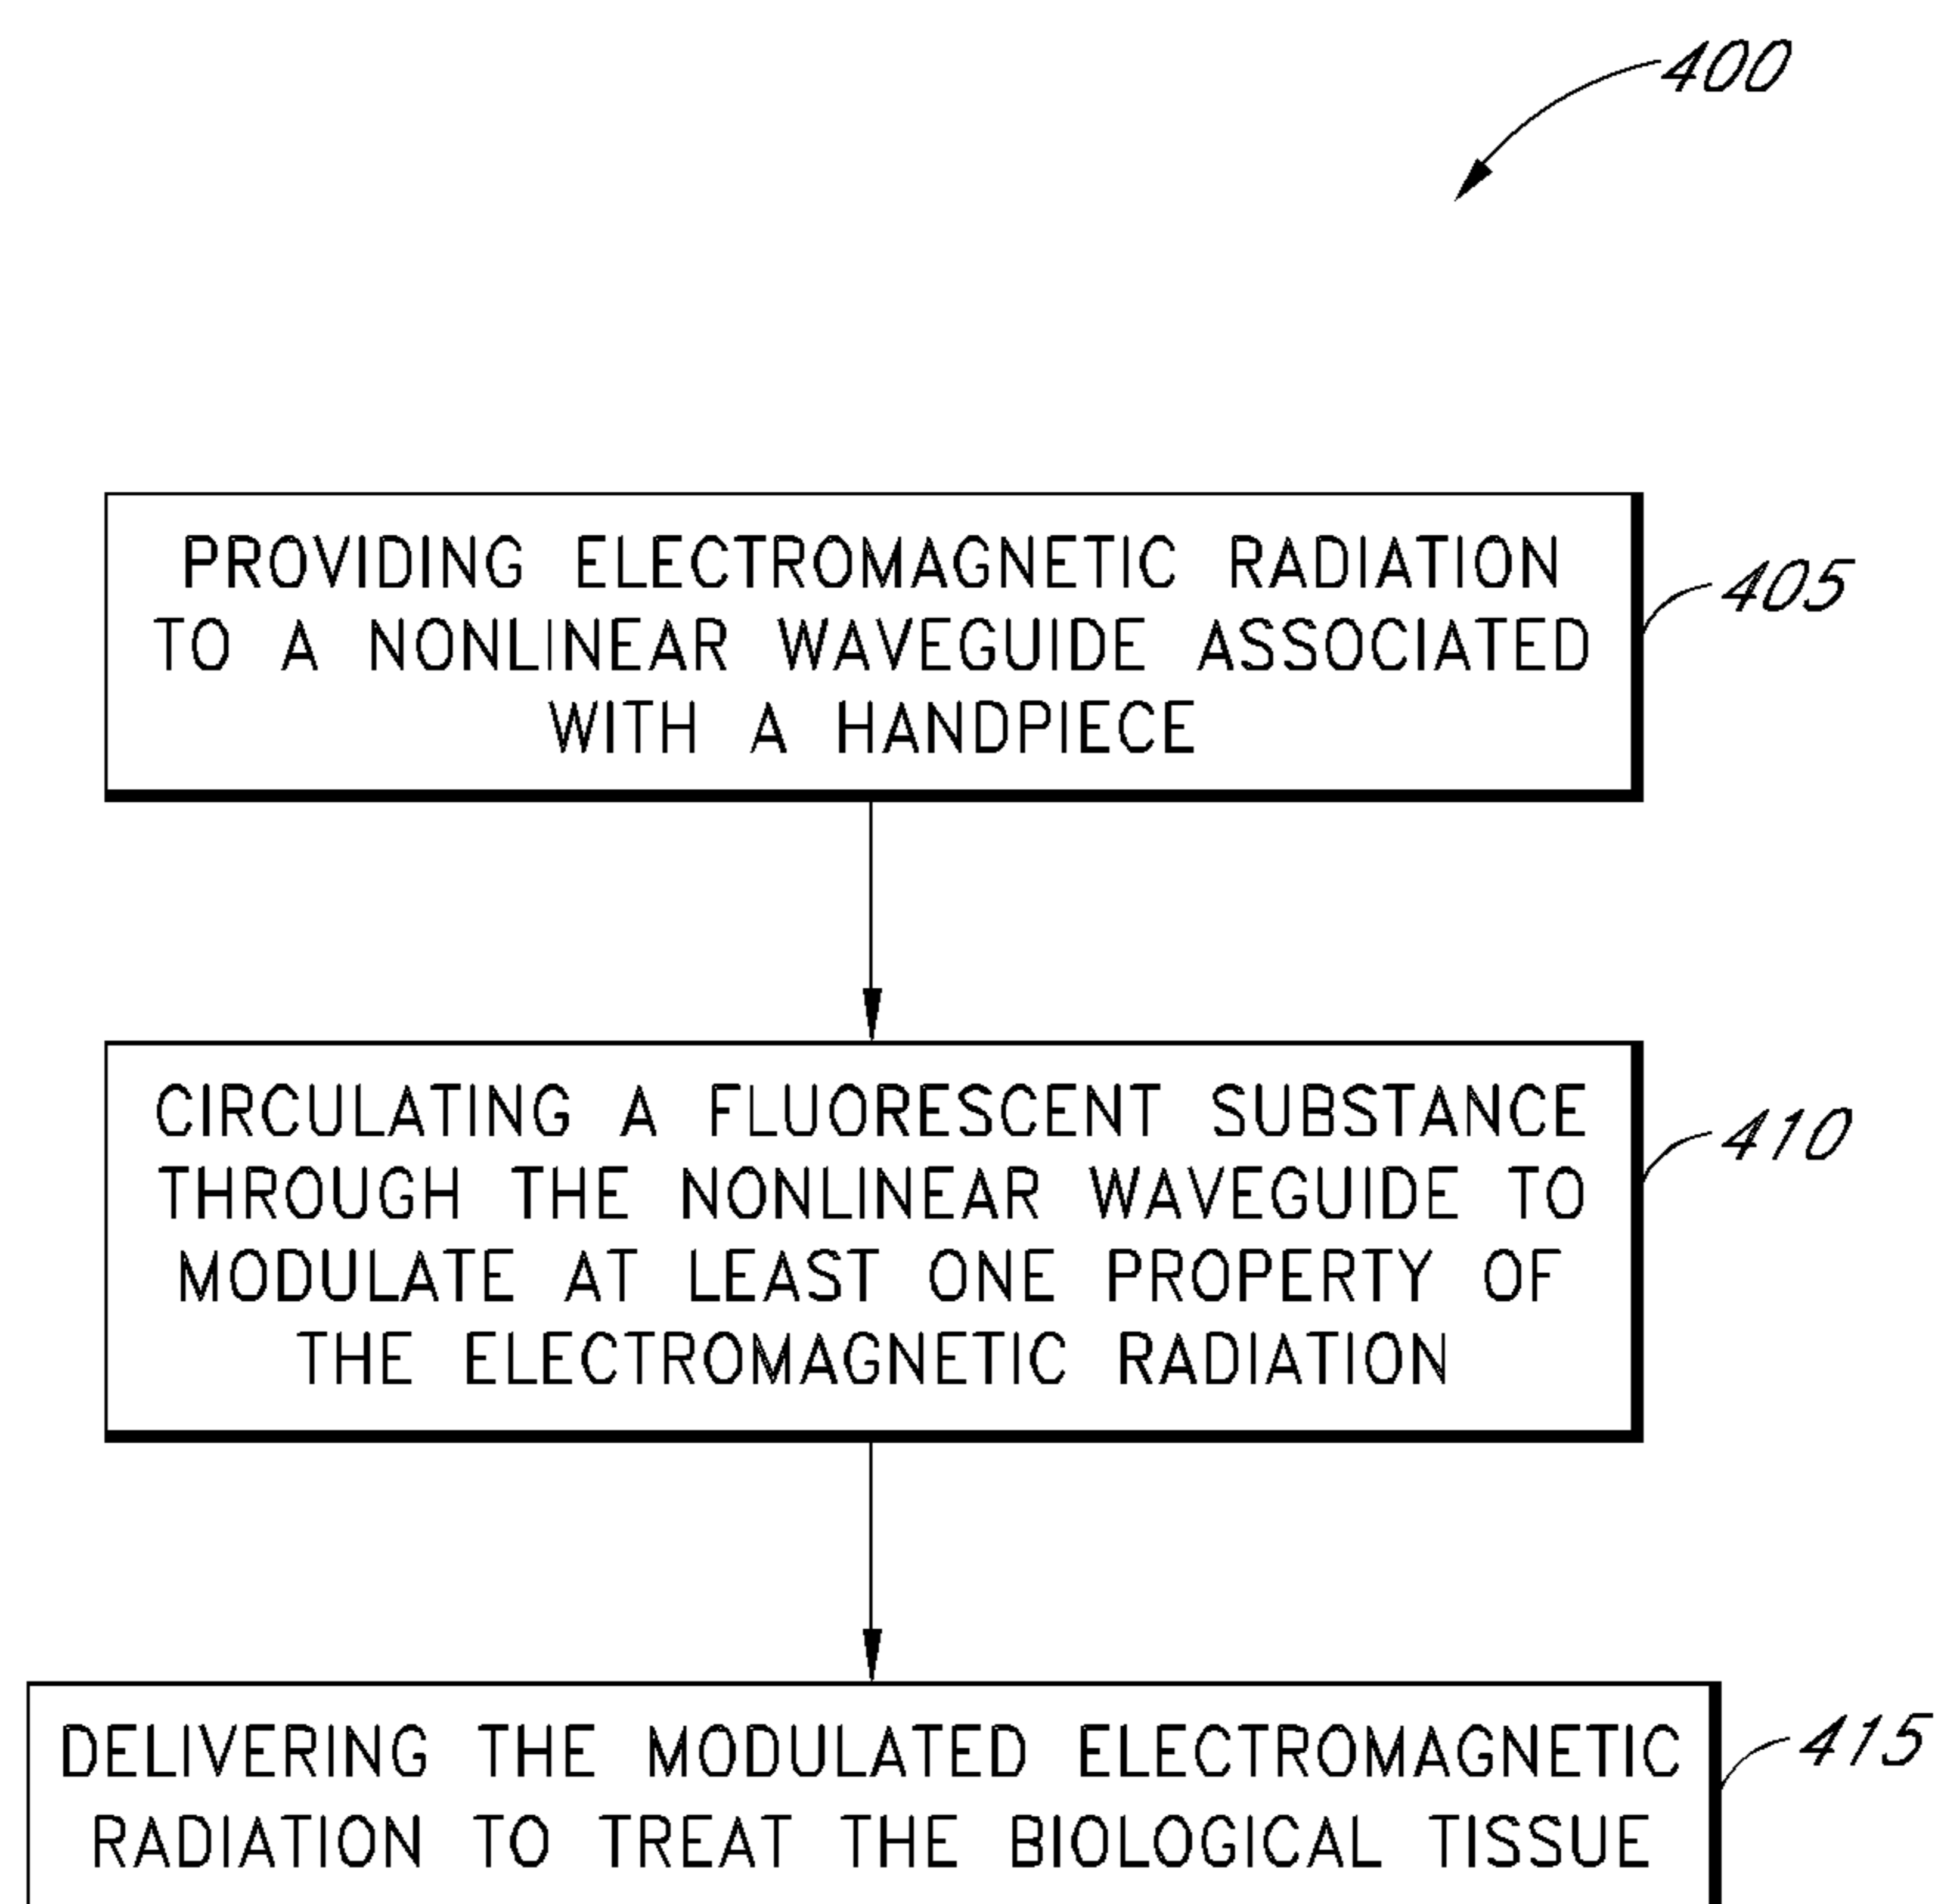 400
PROVIDING ELECTROMAGNETIC RADIATION
TO A NONLINEAR WAVEGUIDE ASSOCIATED
WITH A HANDPIECE
405
CIRCULATING A FLUORESCENT SUBSTANCE
THROUGH THE NONLINEAR WAVEGUIDE TO
MODULATE AT LEAST ONE PROPERTY OF
THE ELECTROMAGNETIC RADIATION
410
DELIVERING THE MODULATED ELECTROMAGNETIC
RADIATION TO TREAT THE BIOLOGICAL TISSUE
415